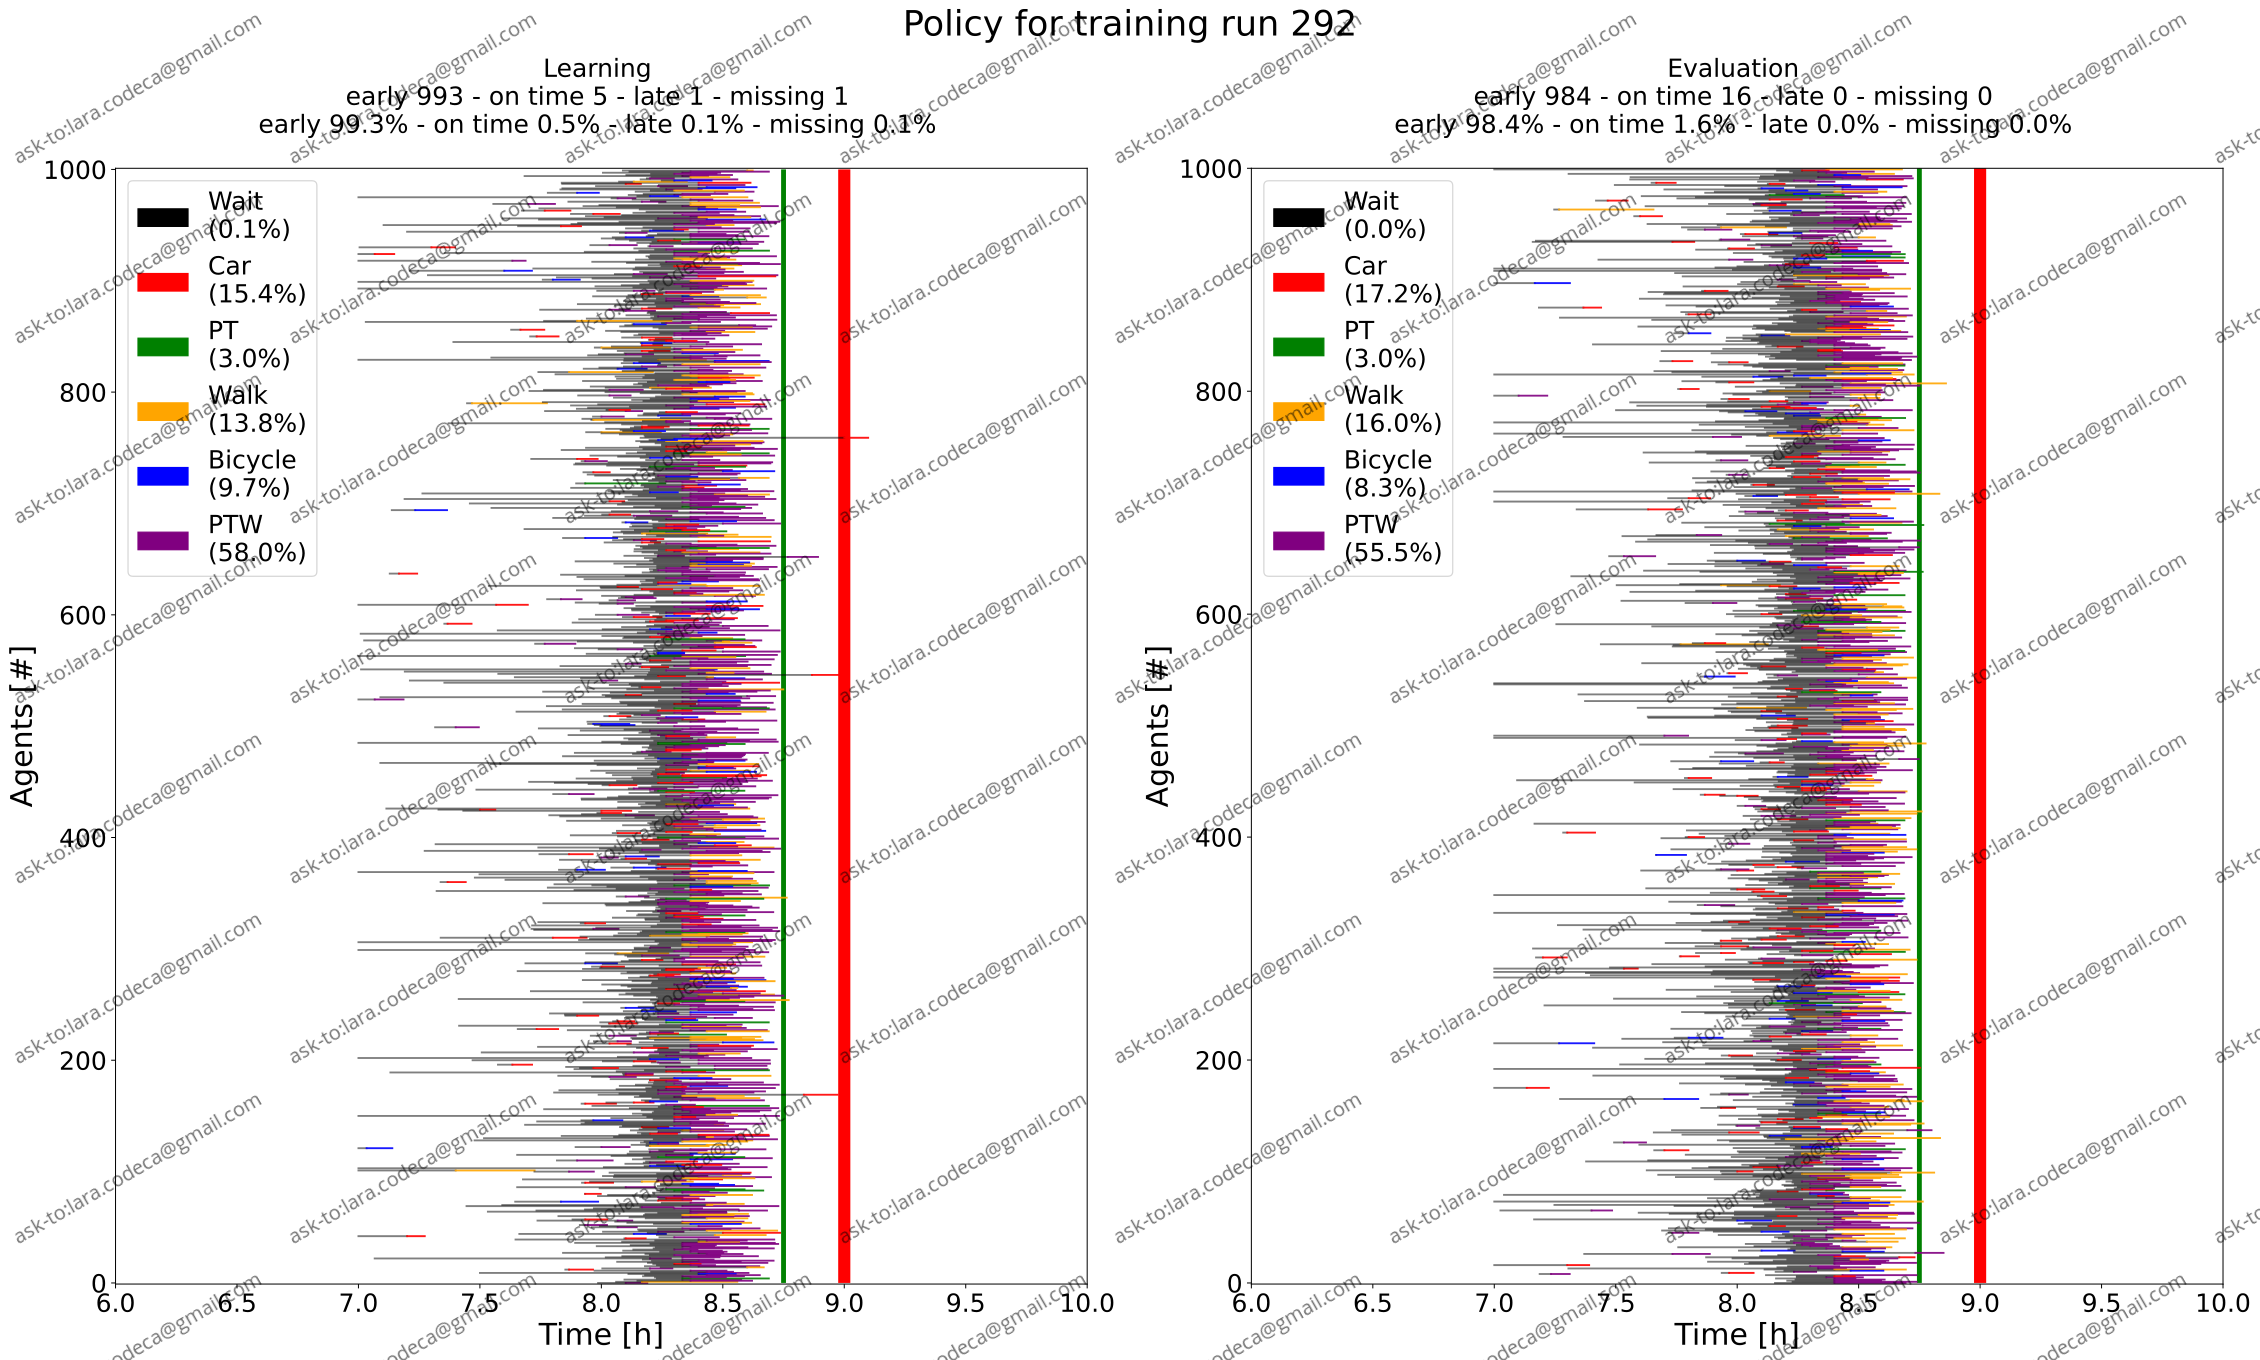 Policy for training run 292
Learning
early 993 - on time 5 - late 1 - missing 1
early 99.3% - on time 0.5% - late 0.1% - missing 0.1%
Evaluation
early 984 - on time 16 - late 0 - missing 0
early 98.4% - on time 1.6% - late 0.0% - missing 0.0%
Wait
(0.1%)
Car
(15.4%)
PT
(3.0%)
Walk
(13.8%)
Bicycle
(9.7%)
PTW
(58.0%)
1000
800
600
400
200
0
Agents [#]
6.0 6.5 7.0 7.5 8.0 8.5 9.0 9.5 10.0
Time [h]
Wait
(0.0%)
Car
(17.2%)
PT
(3.0%)
Walk
(16.0%)
Bicycle
(8.3%)
PTW
(55.5%)
1000
800
600
400
200
0
Agents [#]
6.0 6.5 7.0 7.5 8.0 8.5 9.0 9.5 10.0
Time [h]
ask-to:lara.codeca@gmail.com